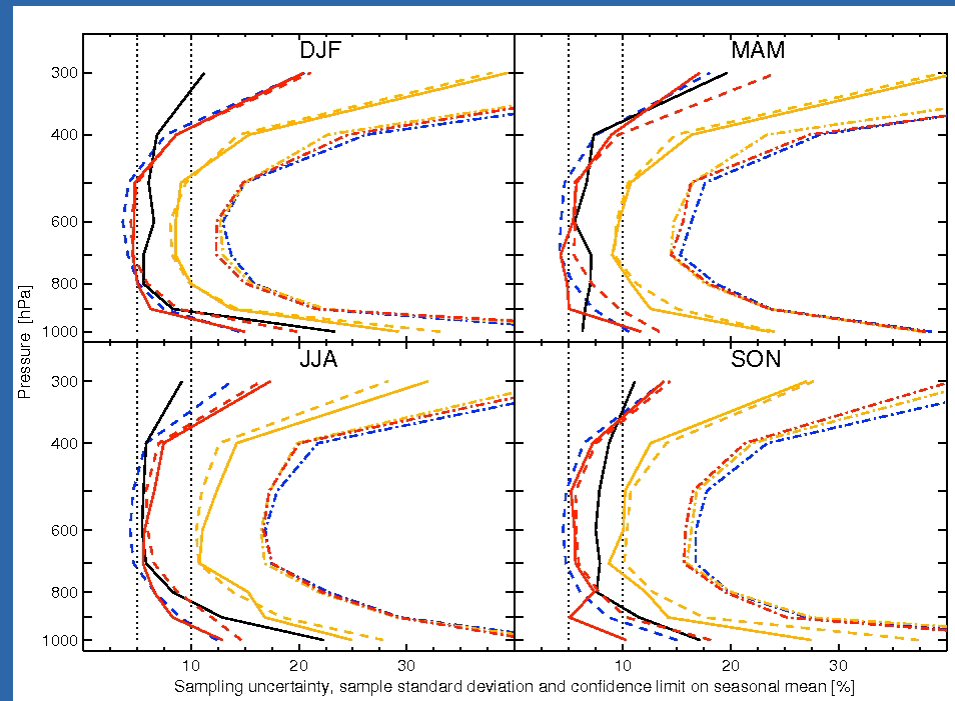 DJF
MAM
300
400
600
800
1000
Pressure [hPa]
JJA
SON
300
400
600
800
1000
10
20
30
10
20
30
Sampling uncertainty, sample standard deviation and confidence limit on seasonal mean [%]